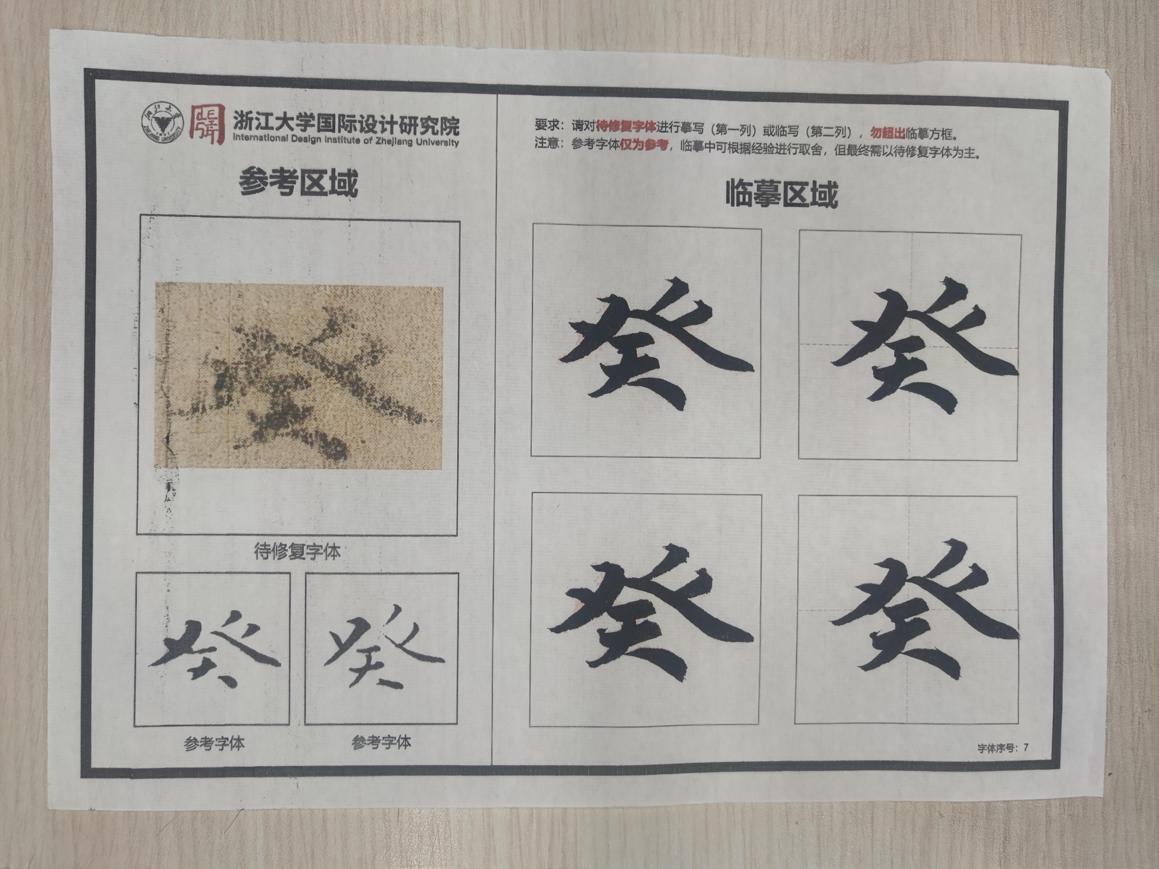 浙江大学国际设计研究院
International Design Institute of Zhejiang University
参考区域
待修复字体
癸
癸
参考字体
参考字体
要求：请对待修复字体进行摹写（第一列）或临写（第二列），勿超出临摹方框。
注意：参考字体仅为参考，临摹中可根据经验进行取舍，但最终需以待修复字体为主。
临摹区域
癸
癸
癸
癸
字体序号：7